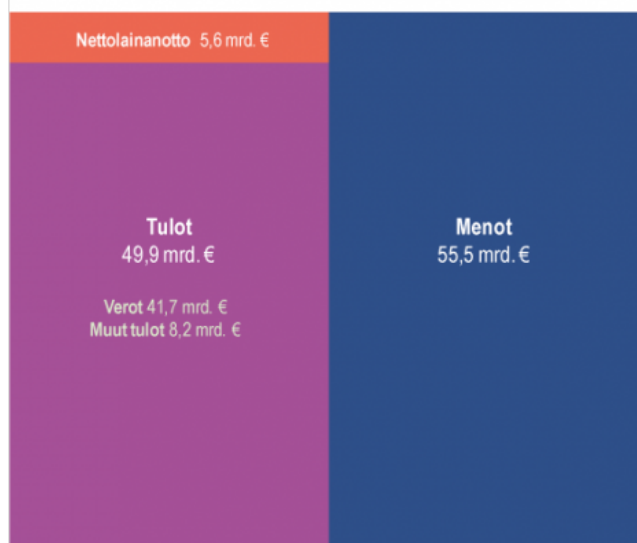 Nettolainanotto 5,6 mrd. €
Tulot
49,9 mrd. €
Verot 41,7 mrd. €
Muut tulot 8,2 mrd. €
Menot
55,5 mrd. €